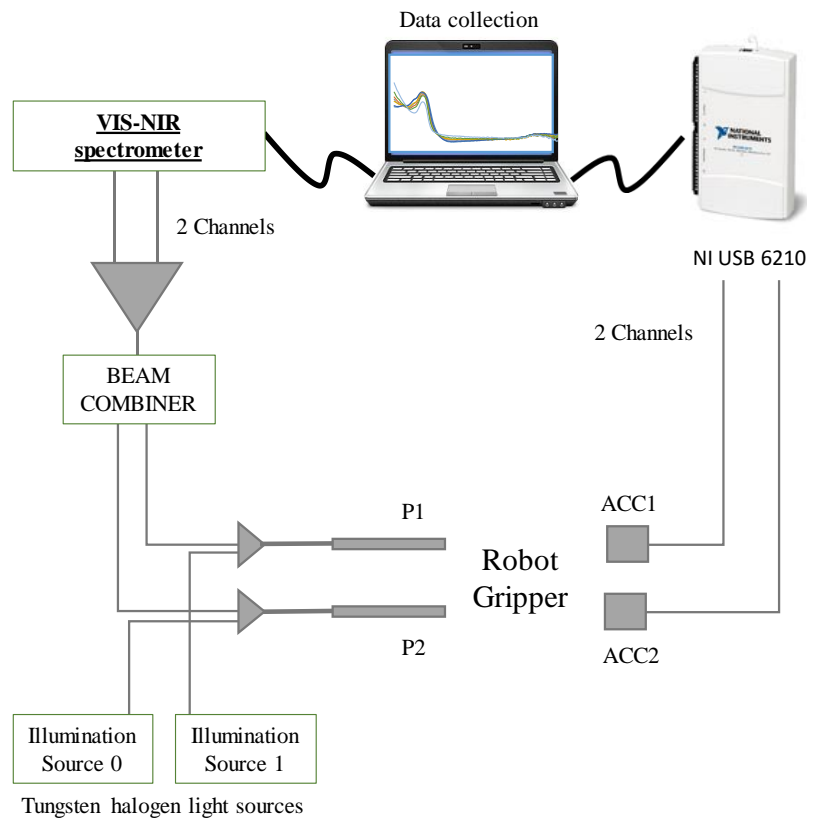 Data collection
VIS-NIR
spectrometer
NATIONAL
INSTRUMENTS
2 Channels
NI USB 6210
2 Channels
BEAM
COMBINER
P1
ACC1
Robot
Gripper
P2
ACC2
Illumination
Source 0
Illumination
Source 1
Tungsten halogen light sources